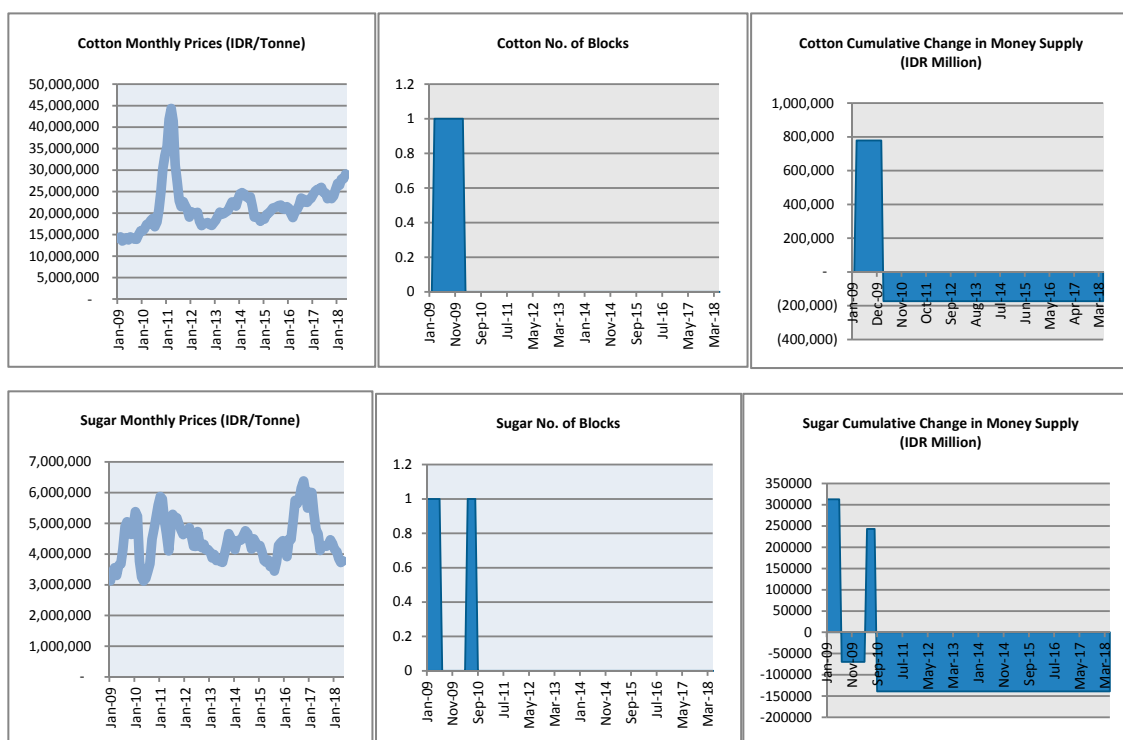 Cotton Monthly Prices (IDR/Tonne)
50,000,000
45,000,000
40,000,000
35,000,000
30,000,000
25,000,000
20,000,000
15,000,000
10,000,000
5,000,000
-
Jan-09
Jan-10
Jan-11
Jan-12
Jan-13
Jan-14
Jan-15
Jan-16
Jan-17
Jan-18
Cotton No. of Blocks
1.2
1
0.8
0.6
0.4
0.2
0
Jan-09
Nov-09
Sep-10
Jul-11
May-12
Mar-13
Jan-14
Nov-14
Sep-15
Jul-16
May-17
Mar-18
Cotton Cumulative Change in Money Supply
(IDR Million)
1,000,000
800,000
600,000
400,000
200,000
-
(200,000)
(400,000)
Jan-09
Dec-09
Nov-10
Oct-11
Sep-12
Aug-13
Jul-14
Jun-15
May-16
Apr-17
Mar-18
Sugar Monthly Prices (IDR/Tonne)
7,000,000
6,000,000
5,000,000
4,000,000
3,000,000
2,000,000
1,000,000
-
Jan-09
Jan-10
Jan-11
Jan-12
Jan-13
Jan-14
Jan-15
Jan-16
Jan-17
Jan-18
Sugar No. of Blocks
1.2
1
0.8
0.6
0.4
0.2
0
Jan-09
Nov-09
Sep-10
Jul-11
May-12
Mar-13
Jan-14
Nov-14
Sep-15
Jul-16
May-17
Mar-18
Sugar Cumulative Change in Money Supply
(IDR Million)
350000
300000
250000
200000
150000
100000
50000
0
-50000
-100000
-150000
-200000
Jan-09
Nov-09
Sep-10
Jul-11
May-12
Mar-13
Jan-14
Nov-14
Sep-15
Jul-16
May-17
Mar-18